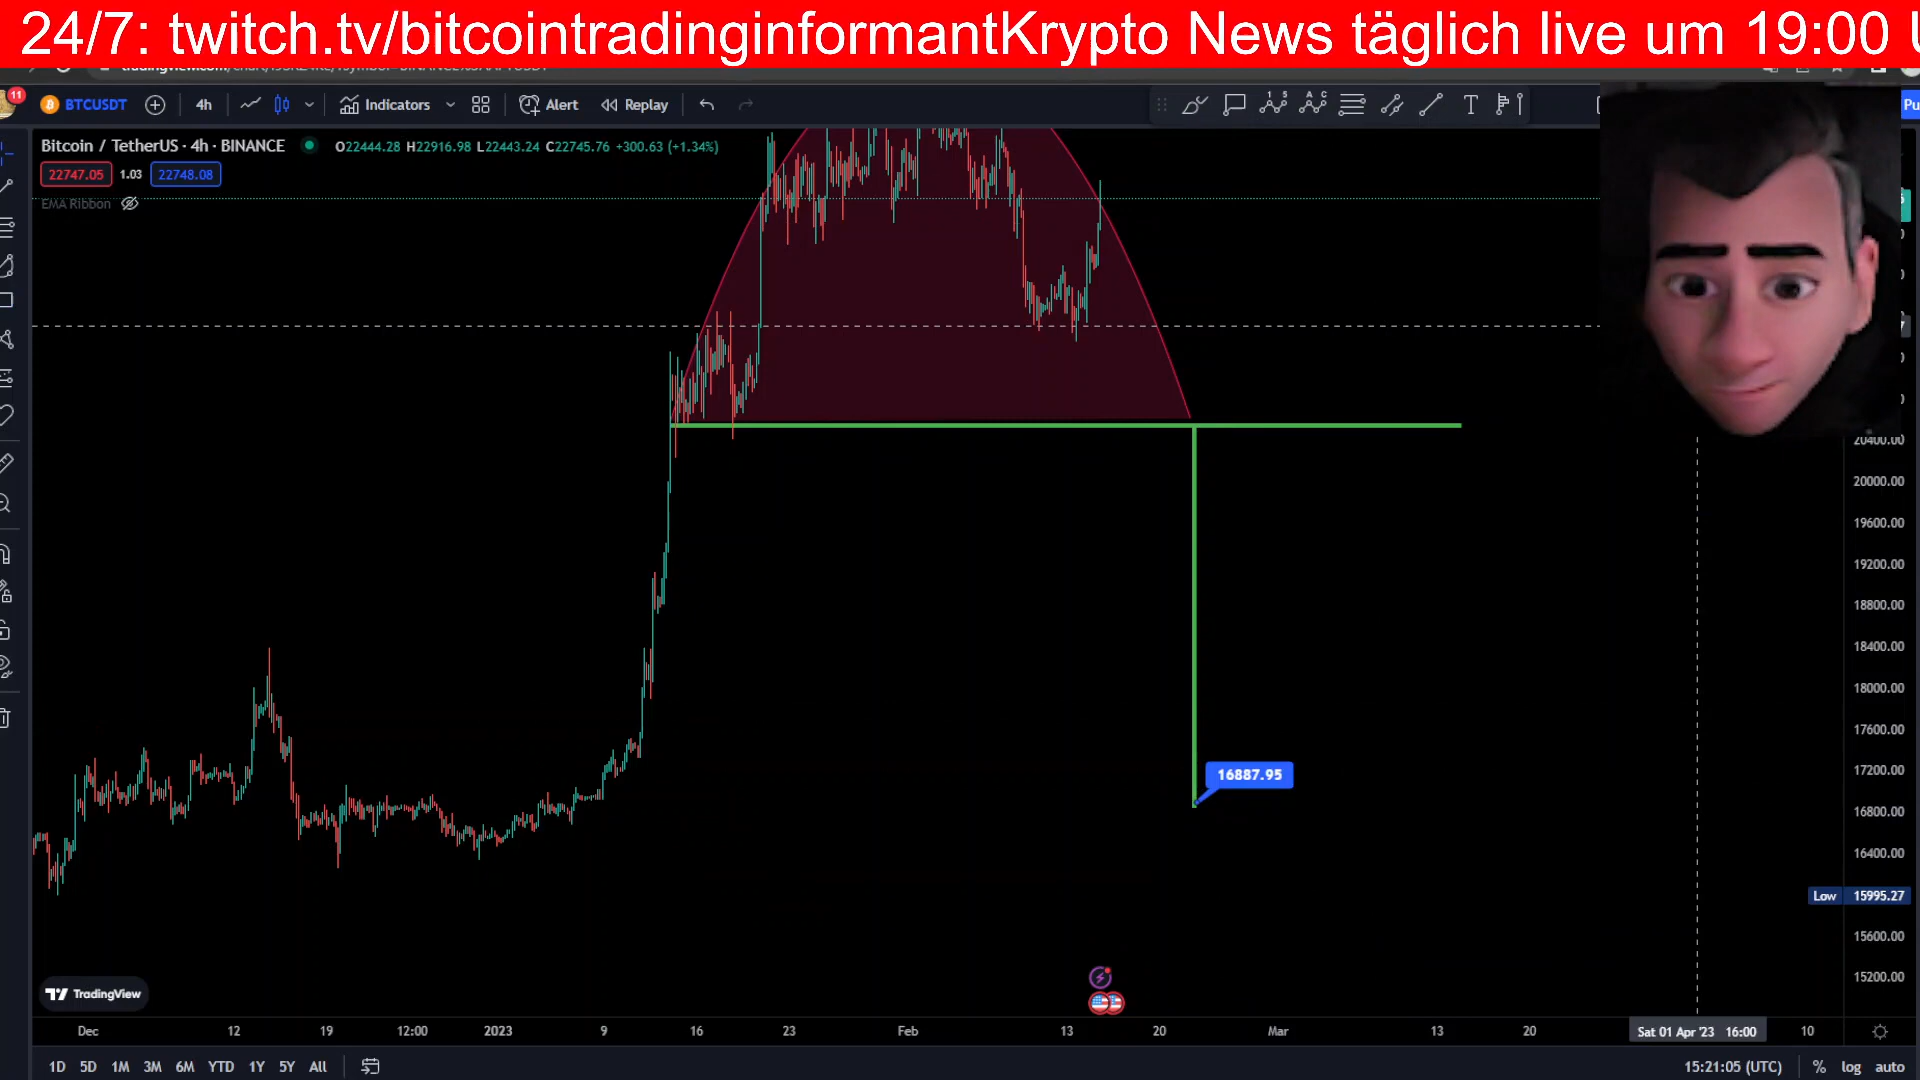 24/7: twitch.tv/bitcointradinginformantKrypto News täglich live um 19:00 U
11
BTCUSDT
4h
Indicators
Alert
Replay
Pu
Bitcoin / TetherUS · 4h · BINANCE
O22444.28 H22916.98 L22443.24 C22745.76 +300.63 (+1.34%)
22747.05
1.03
22748.08
EMA Ribbon
20400.00
20000.00
19600.00
19200.00
18800.00
18400.00
18000.00
17600.00
17200.00
16887.95
16800.00
16400.00
Low 15995.27
15600.00
15200.00
TradingView
Dec 12 19 12:00 2023 9 16 23 Feb 13 20 Mar 13 20 Sat 01 Apr '23 16:00 10
1D 5D 1M 3M 6M YTD 1Y 5Y All
15:21:05 (UTC) % log auto